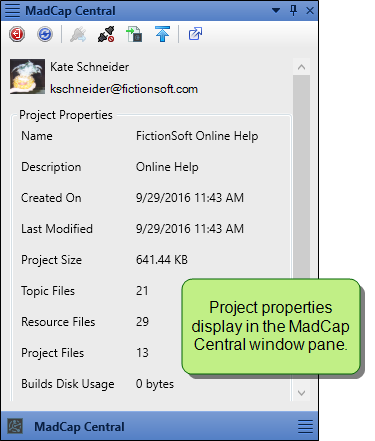 MadCap Central
Kate Schneider
kschneider@fictionsoft.com
Project Properties
Name FictionSoft Online Help
Description Online Help
Created On 9/29/2016 11:43 AM
Last Modified 9/29/2016 11:43 AM
Project Size 641.44 KB
Topic Files 21
Resource Files 29
Project Files 13
Builds Disk Usage 0 bytes
Project properties
display in the MadCap
Central window pane.
MadCap Central